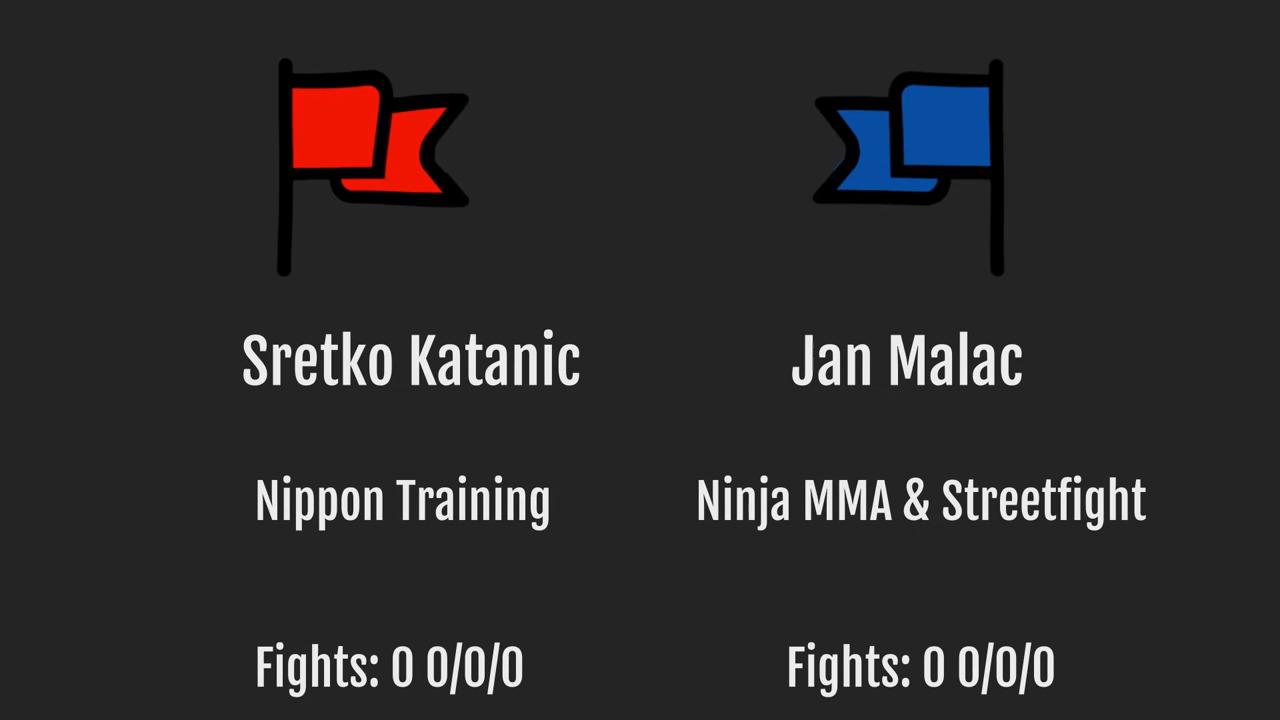 Sretko Katanic
Jan Malac
Nippon Training
Ninja MMA & Streetfight
Fights: 0 0/0/0
Fights: 0 0/0/0